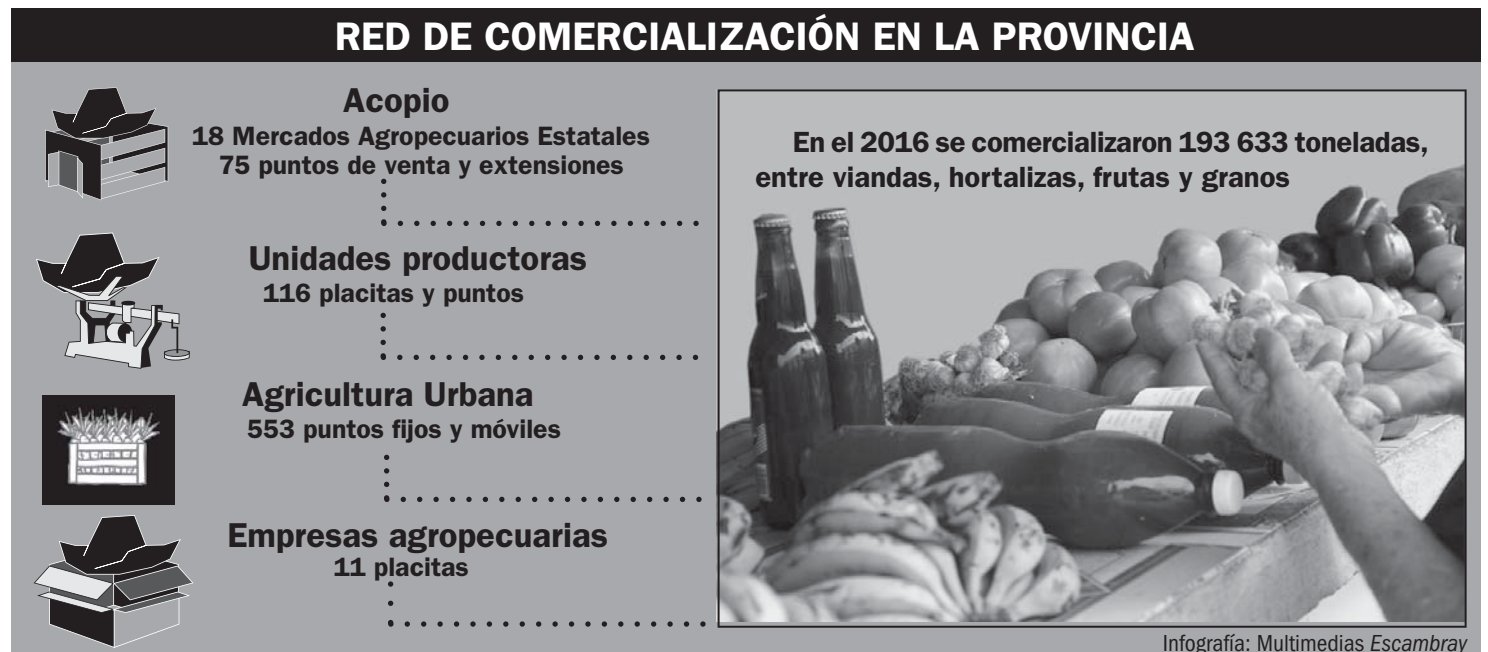 RED DE COMERCIALIZACIÓN EN LA PROVINCIA
Acopio
18 Mercados Agropecuarios Estatales
75 puntos de venta y extensiones
Unidades productoras
116 placitas y puntos
Agricultura Urbana
553 puntos fijos y móviles
Empresas agropecuarias
11 placitas
En el 2016 se comercializaron 193 633 toneladas,
entre viandas, hortalizas, frutas y granos
Infografía: Multimedias Escambray